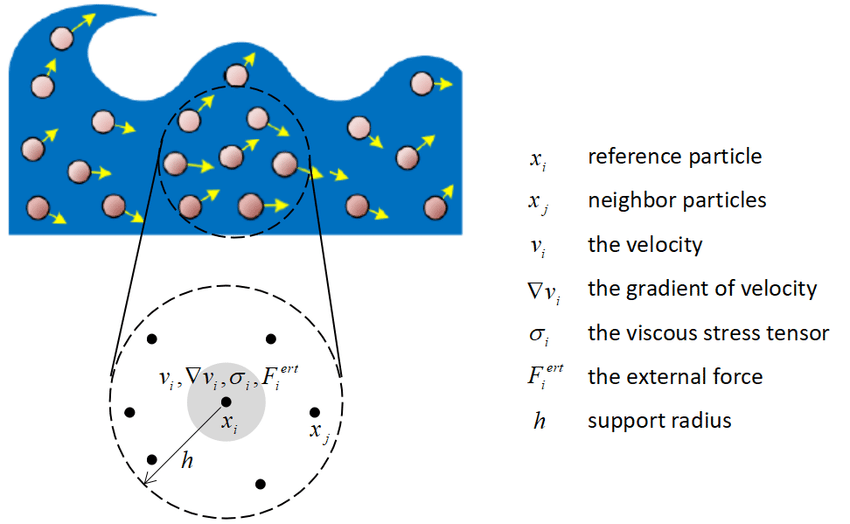 x_i reference particle
x_j neighbor particles
v_i the velocity
∇v_i the gradient of velocity
σ_i the viscous stress tensor
F_i^{ert} the external force
h support radius
v_i,∇v_i,σ_i,F_i^{ert}
x_i
x_j
h